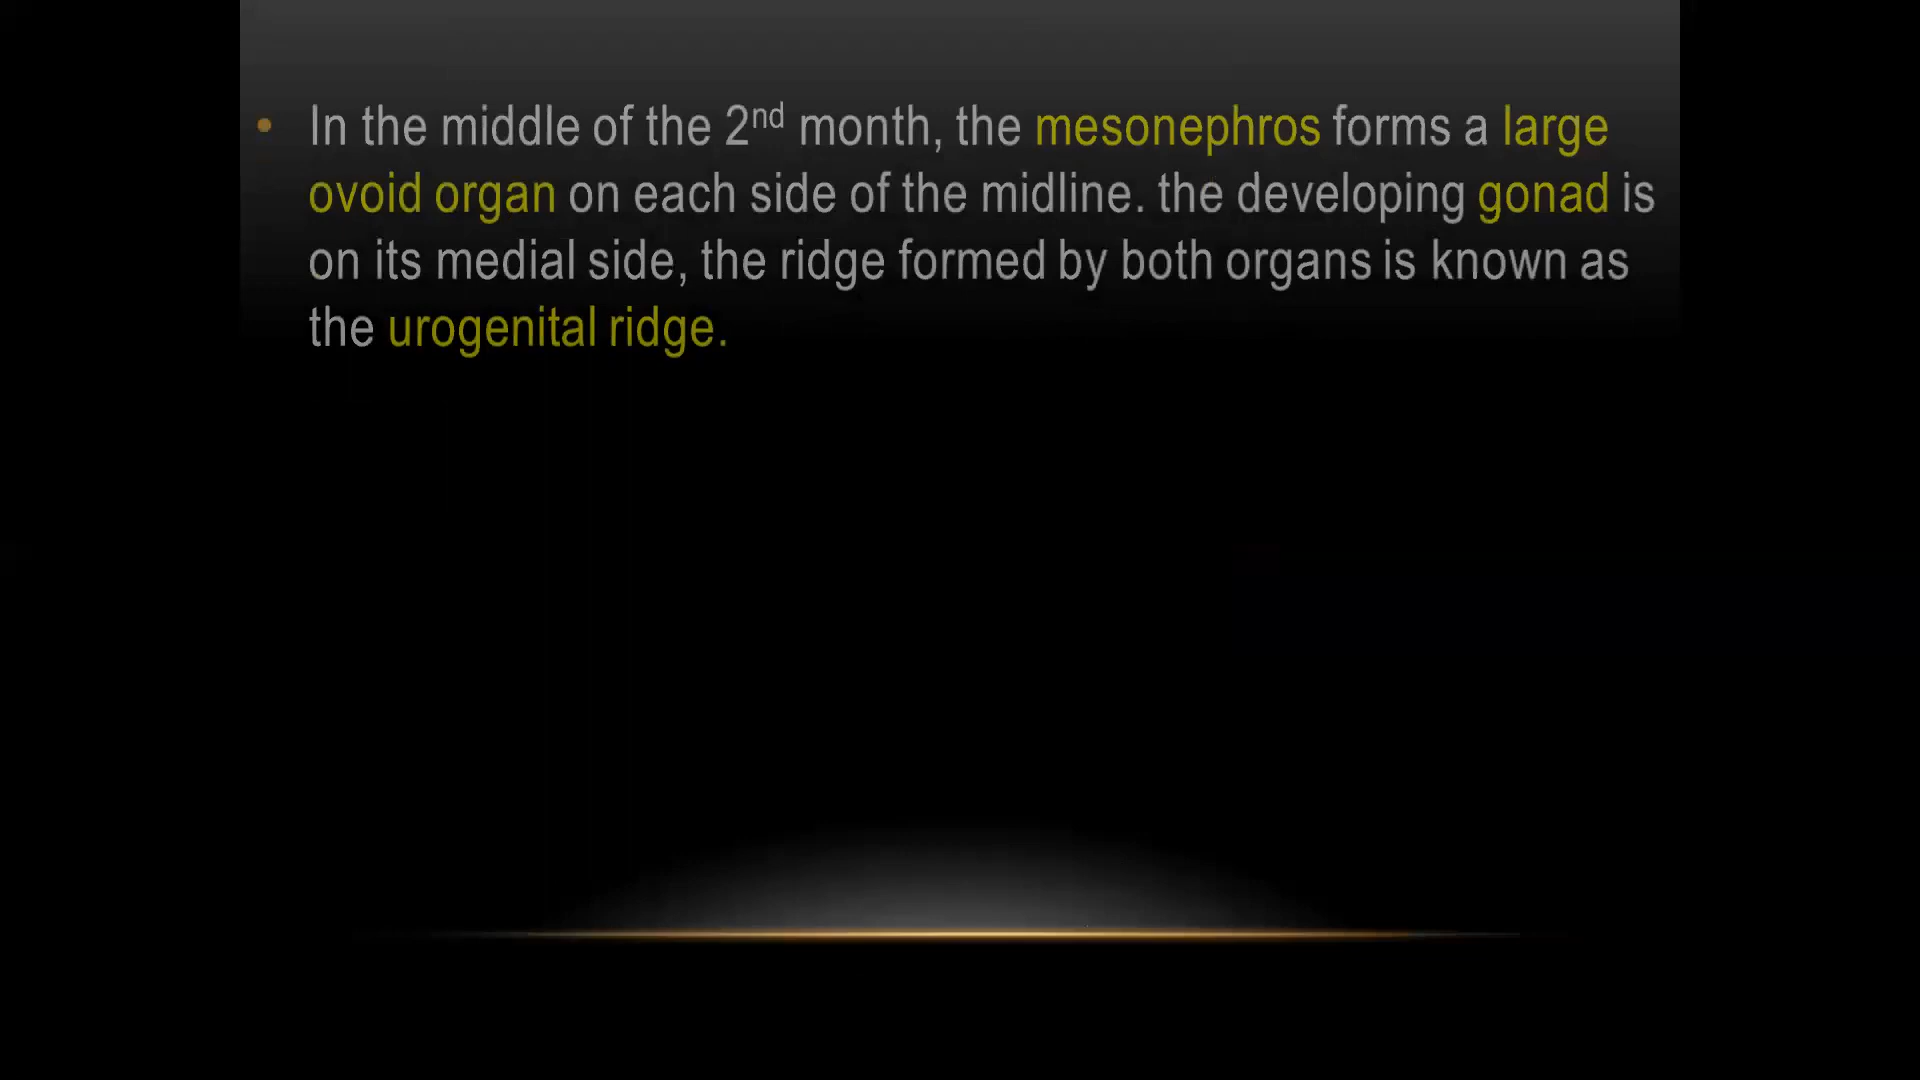 • In the middle of the 2nd month, the mesonephros forms a large
ovoid organ on each side of the midline. the developing gonad is
on its medial side, the ridge formed by both organs is known as
the urogenital ridge.